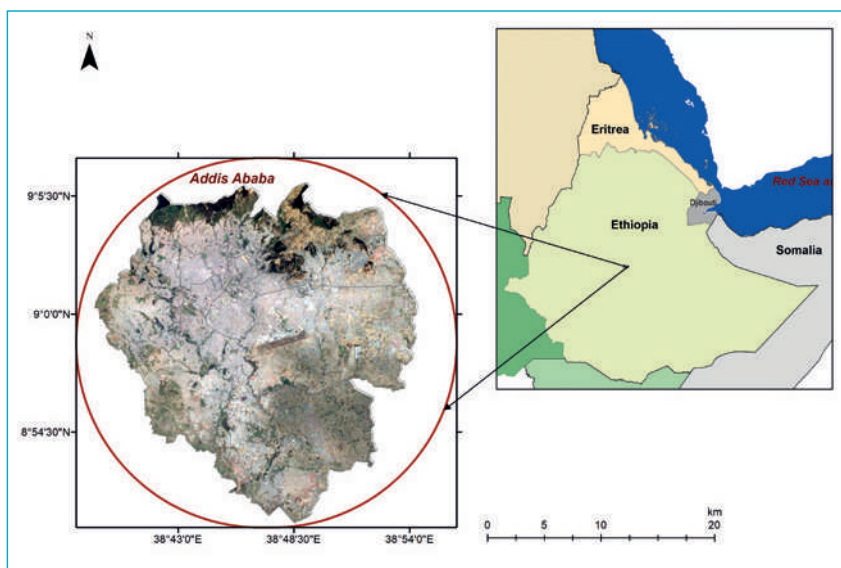 N
Addis Ababa
9°5'30"N
9°0'0"N
8°54'30"N
38°43'0"E
38°48'30"E
38°54'0"E
Eritrea
Red Sea a
Djibouti
Ethiopia
Somalia
km
0 5 10 20